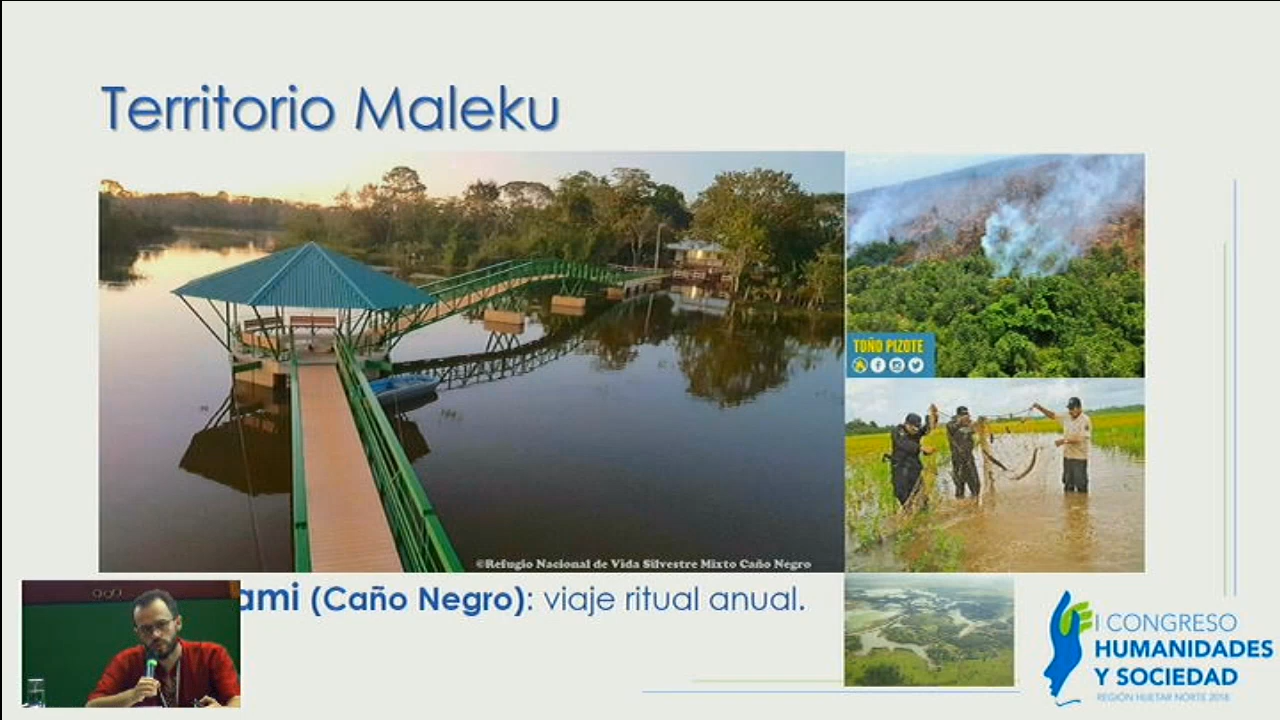 Territorio Maleku
TOÑO PIZOTE
©Refugio Nacional de Vida Silvestre Mixto Caño Negro
ami (Caño Negro): viaje ritual anual.
I CONGRESO
HUMANIDADES
Y SOCIEDAD
REGIÓN HUETAR NORTE 2018